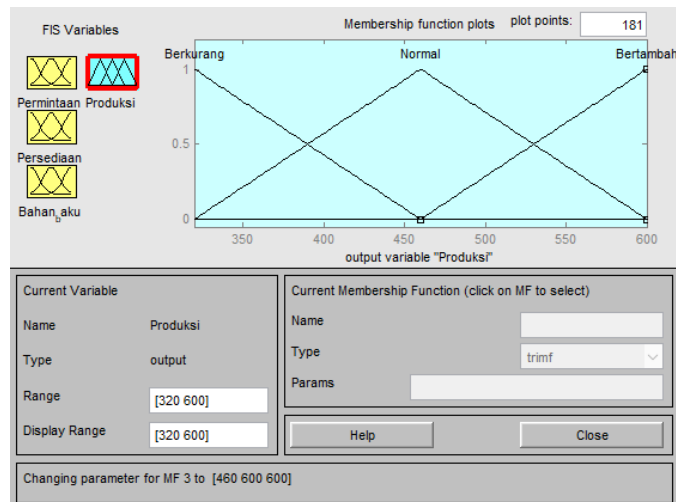 FIS Variables
Membership function plots
plot points:
181
Permintaan
Produksi
Persediaan
Bahan_baku
Berkurang
Normal
Bertambah
1
0.5
0
350
400
450
500
550
600
output variable "Produksi"
Current Variable
Name
Produksi
Type
output
Range
[320 600]
Display Range
[320 600]
Current Membership Function (click on MF to select)
Name
Type
trimf
Params
Help
Close
Changing parameter for MF 3 to [460 600 600]